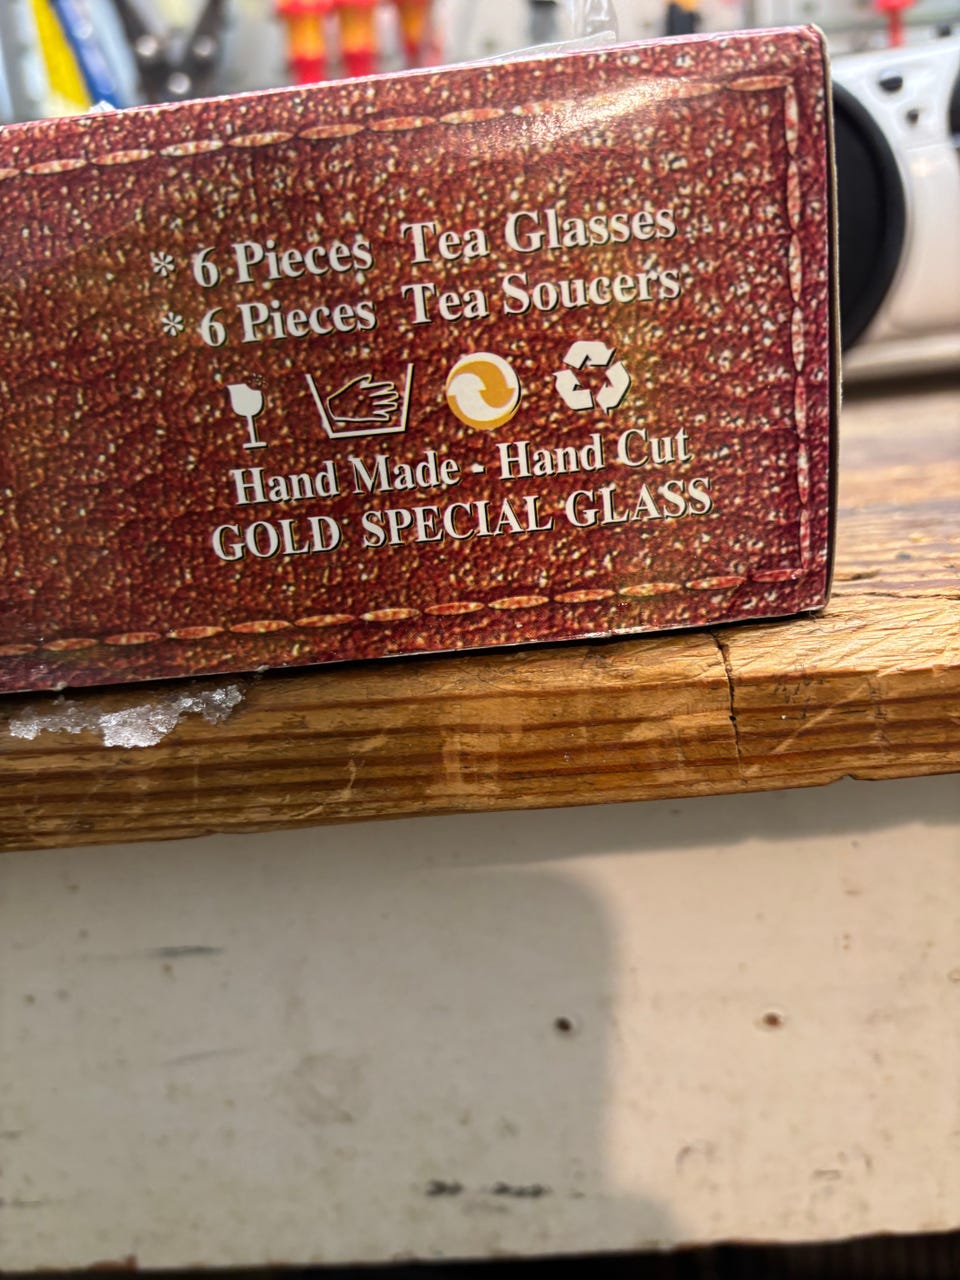 * 6 Pieces Tea Glasses
* 6 Pieces Tea Soucers
Hand Made - Hand Cut
GOLD SPECIAL GLASS